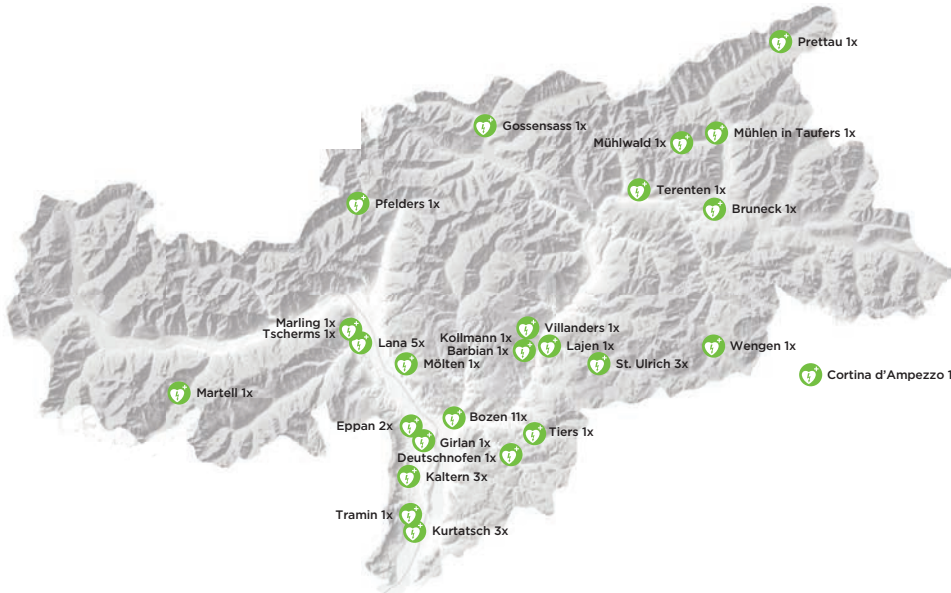 Prettau 1x
Gossensass 1x
Mühlen in Taufers 1x
Mühlwald 1x
Terenten 1x
Pfelders 1x
Bruneck 1x
Marling 1x
Tscherms 1x
Lana 5x
Villanders 1x
Kollmann 1x
Barbian 1x
Lajen 1x
Wengen 1x
Mölten 1x
St. Ulrich 3x
Cortina d'Ampezzo 1
Martell 1x
Bozen 11x
Eppan 2x
Girlan 1x
Tiers 1x
Deutschnofen 1x
Kaltern 3x
Tramin 1x
Kurtatsch 3x